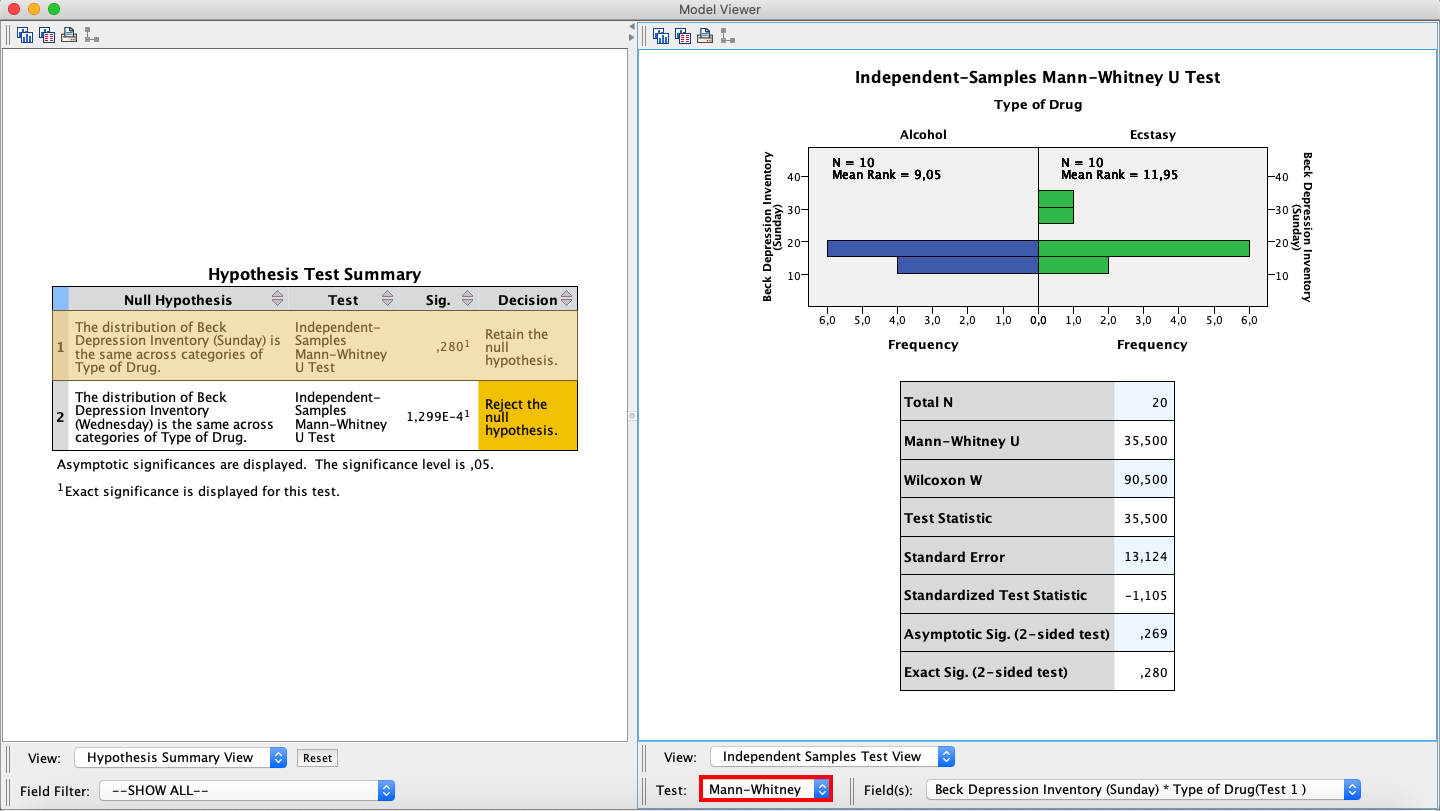 Model Viewer
Hypothesis Test Summary
Null Hypothesis Test Sig. Decision
1 The distribution of Beck Depression Inventory (Sunday) is the same across categories of Type of Drug. Independent-Samples Mann-Whitney U Test ,280¹ Retain the null hypothesis.
2 The distribution of Beck Depression Inventory (Wednesday) is the same across categories of Type of Drug. Independent-Samples Mann-Whitney U Test 1,299E-4¹ Reject the null hypothesis.
Asymptotic significances are displayed.  The significance level is ,05.
¹Exact significance is displayed for this test.
View: Hypothesis Summary View Reset
Field Filter: --SHOW ALL--
Independent-Samples Mann-Whitney U Test
Type of Drug
Alcohol Ecstasy
N = 10
Mean Rank = 9,05
N = 10
Mean Rank = 11,95
Beck Depression Inventory
(Sunday)
40
30
20
10
40
30
20
10
Beck Depression Inventory
(Sunday)
6,0 5,0 4,0 3,0 2,0 1,0 0,0 1,0 2,0 3,0 4,0 5,0 6,0
Frequency Frequency
Total N 20
Mann-Whitney U 35,500
Wilcoxon W 90,500
Test Statistic 35,500
Standard Error 13,124
Standardized Test Statistic -1,105
Asymptotic Sig. (2-sided test) ,269
Exact Sig. (2-sided test) ,280
View: Independent Samples Test View
Test: Mann-Whitney Field(s): Beck Depression Inventory (Sunday) * Type of Drug(Test 1 )